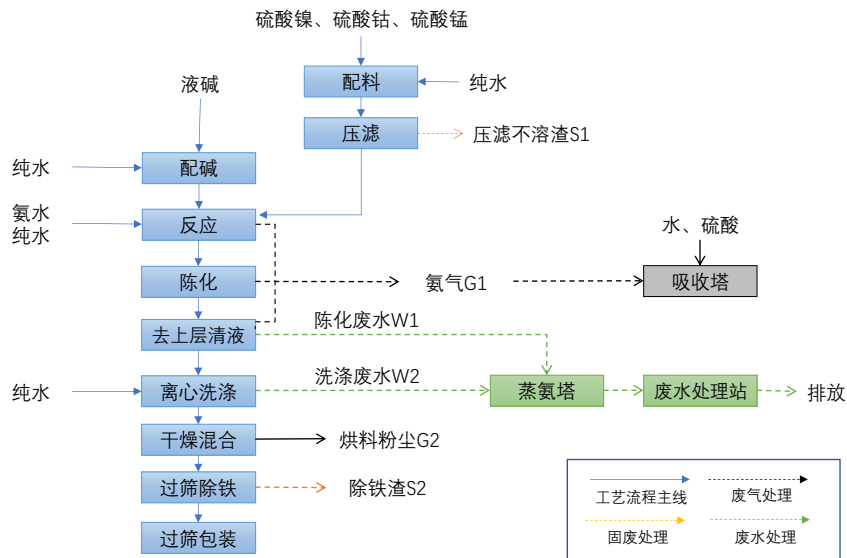 硫酸镍、硫酸钴、硫酸锰
配料
纯水
液碱
压滤
压滤不溶渣S1
纯水
配碱
氨水
纯水
反应
水、硫酸
陈化
氨气G1
吸收塔
去上层清液
陈化废水W1
纯水
离心洗涤
洗涤废水W2
蒸氨塔
废水处理站
排放
干燥混合
烘料粉尘G2
过筛除铁
除铁渣S2
过筛包装
工艺流程主线
废气处理
固废处理
废水处理